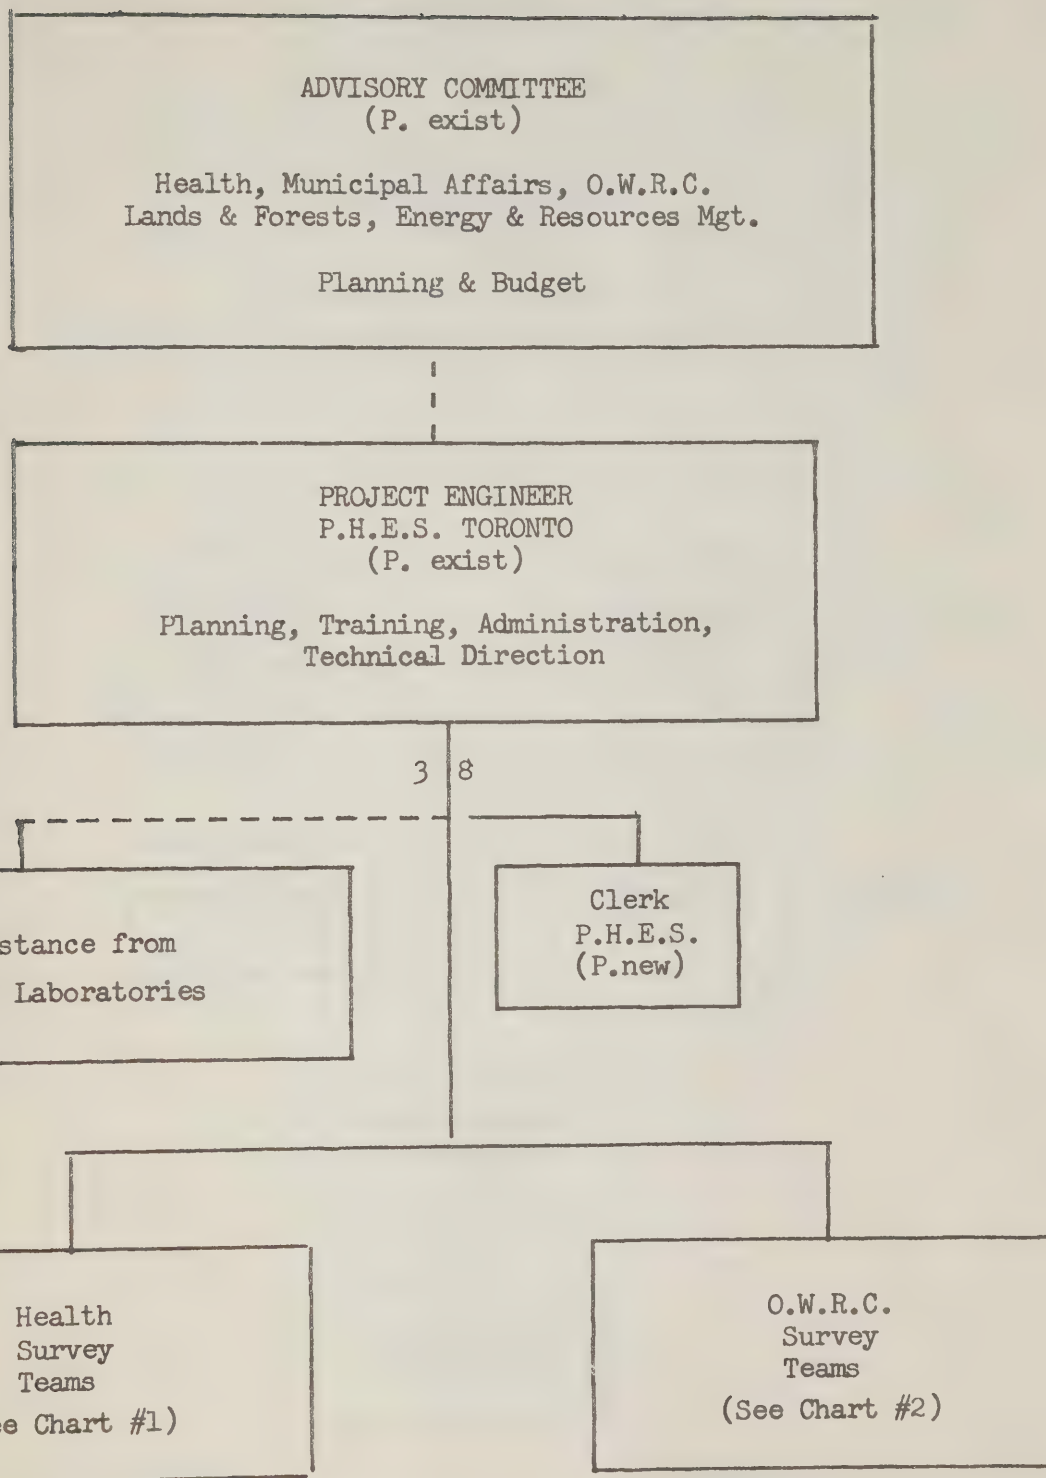 ADVISORY COMMITTEE
(P. exist)
Health, Municipal Affairs, O.W.R.C.
Lands & Forests, Energy & Resources Mgt.
Planning & Budget
PROJECT ENGINEER
P.H.E.S. TORONTO
(P. exist)
Planning, Training, Administration,
Technical Direction
3 8
stance from
Laboratories
Clerk
P.H.E.S.
(P.new)
Health
Survey
Teams
e Chart #1)
O.W.R.C.
Survey
Teams
(See Chart #2)